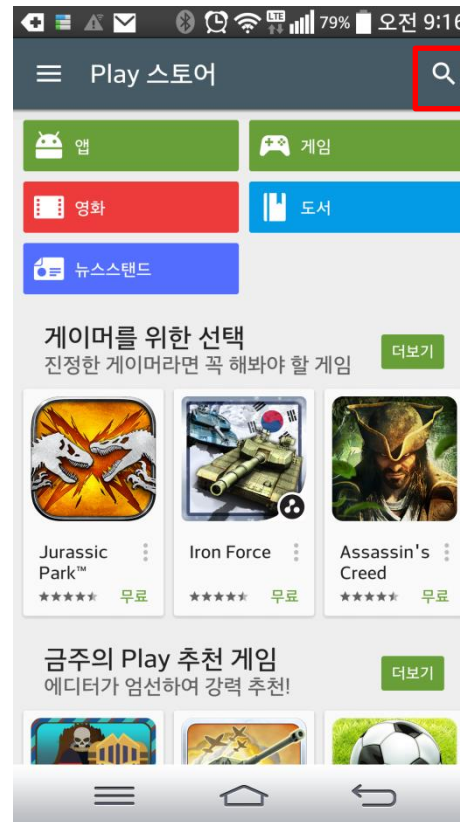 LTE 79% 오전 9:16
Play 스토어
앱
게임
영화
도서
뉴스스탠드
게이머를 위한 선택
진정한 게이머라면 꼭 해봐야 할 게임
더보기
Jurassic Park™
무료
Iron Force
무료
Assassin's Creed
무료
금주의 Play 추천 게임
에디터가 엄선하여 강력 추천!
더보기